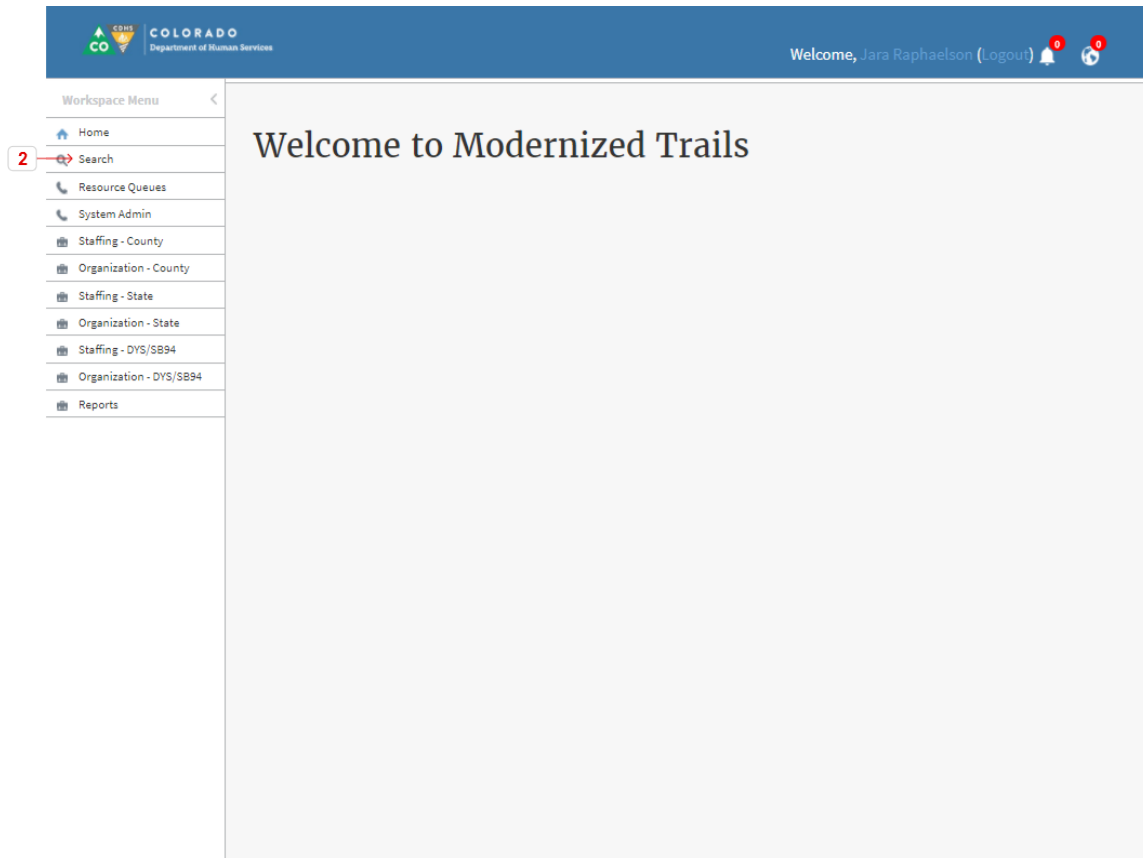 CDHS
CO
COLORADO
Department of Human Services
Welcome, Jara Raphaelson (Logout)
0
0
Workspace Menu
Home
2
Search
Resource Queues
System Admin
Staffing - County
Organization - County
Staffing - State
Organization - State
Staffing - DYS/SB94
Organization - DYS/SB94
Reports
Welcome to Modernized Trails